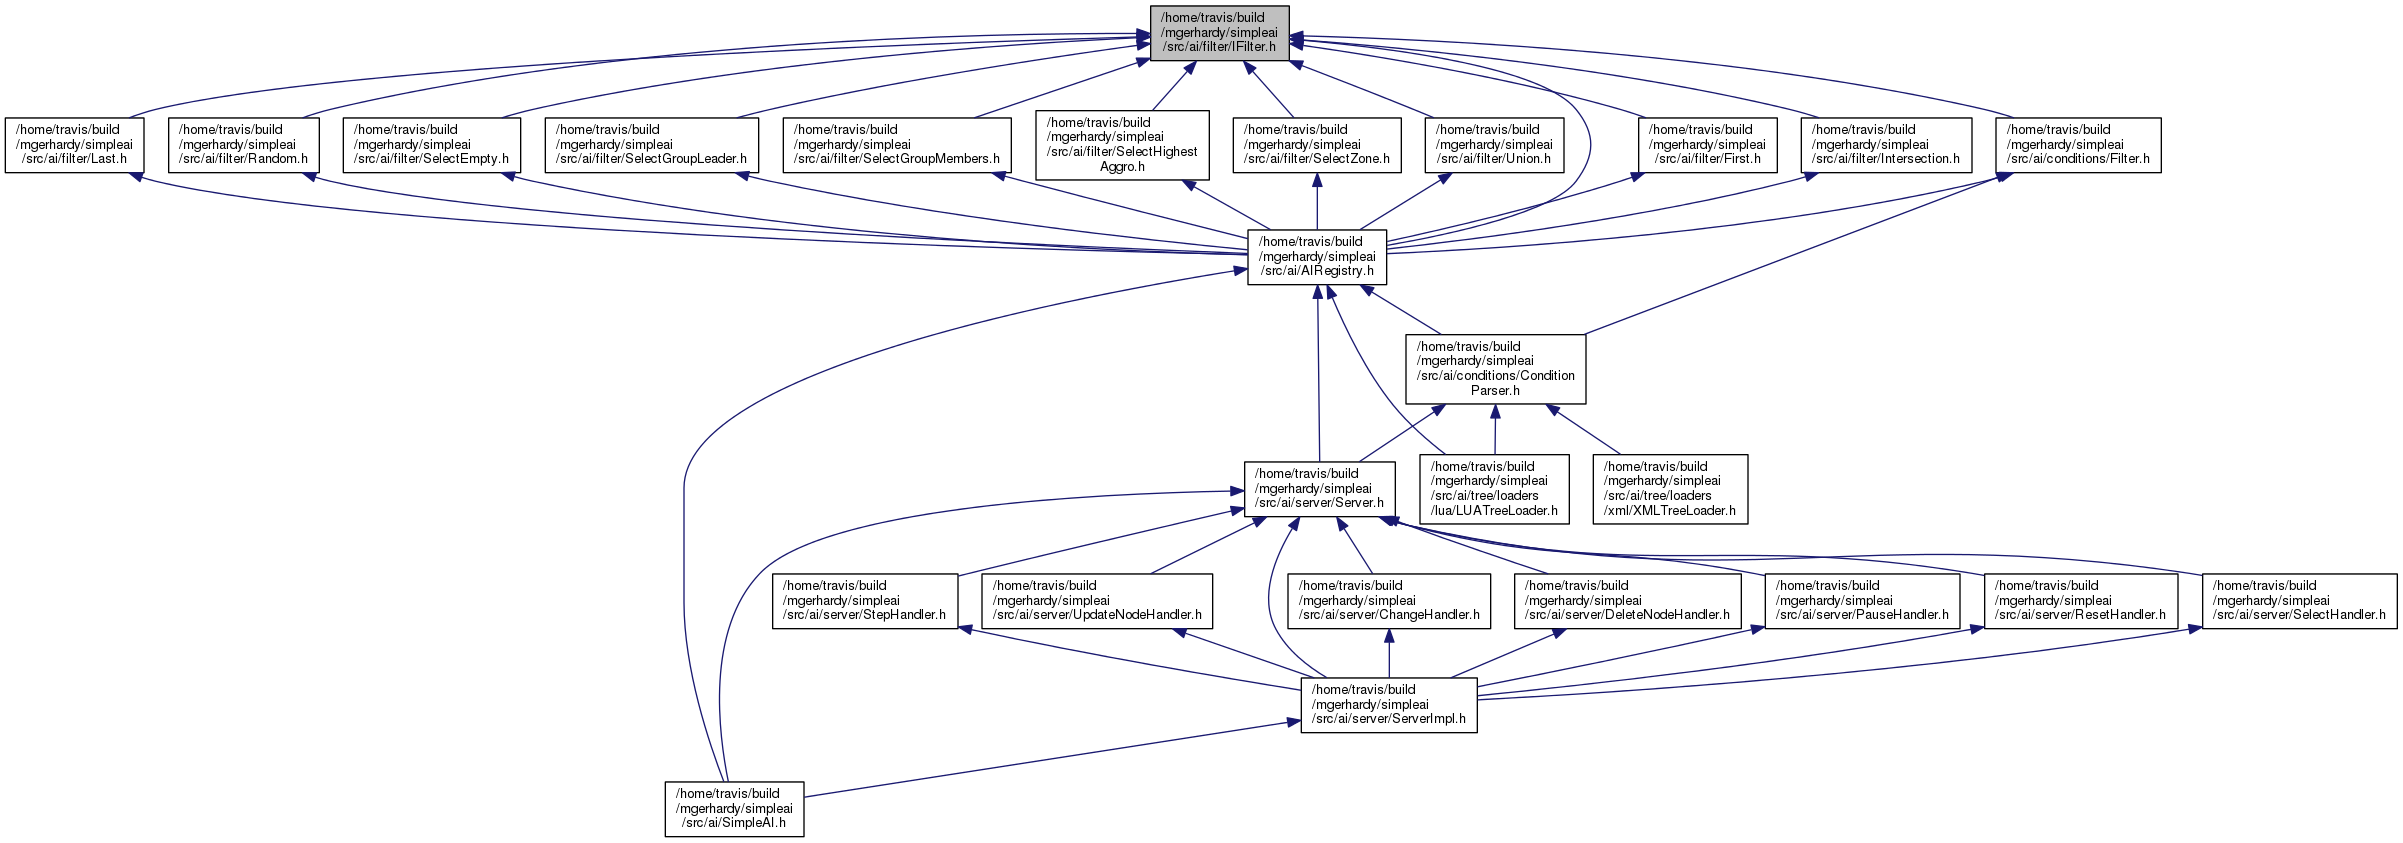 /home/travis/build
/mgerhardy/simpleai
/src/ai/filter/IFilter.h
/home/travis/build
/mgerhardy/simpleai
/src/ai/filter/Last.h
/home/travis/build
/mgerhardy/simpleai
/src/ai/filter/Random.h
/home/travis/build
/mgerhardy/simpleai
/src/ai/filter/SelectEmpty.h
/home/travis/build
/mgerhardy/simpleai
/src/ai/filter/SelectGroupLeader.h
/home/travis/build
/mgerhardy/simpleai
/src/ai/filter/SelectGroupMembers.h
/home/travis/build
/mgerhardy/simpleai
/src/ai/filter/SelectHighest
Aggro.h
/home/travis/build
/mgerhardy/simpleai
/src/ai/filter/SelectZone.h
/home/travis/build
/mgerhardy/simpleai
/src/ai/filter/Union.h
/home/travis/build
/mgerhardy/simpleai
/src/ai/filter/First.h
/home/travis/build
/mgerhardy/simpleai
/src/ai/filter/Intersection.h
/home/travis/build
/mgerhardy/simpleai
/src/ai/conditions/Filter.h
/home/travis/build
/mgerhardy/simpleai
/src/ai/AIRegistry.h
/home/travis/build
/mgerhardy/simpleai
/src/ai/conditions/Condition
Parser.h
/home/travis/build
/mgerhardy/simpleai
/src/ai/server/Server.h
/home/travis/build
/mgerhardy/simpleai
/src/ai/tree/loaders
/lua/LUATreeLoader.h
/home/travis/build
/mgerhardy/simpleai
/src/ai/tree/loaders
/xml/XMLTreeLoader.h
/home/travis/build
/mgerhardy/simpleai
/src/ai/server/StepHandler.h
/home/travis/build
/mgerhardy/simpleai
/src/ai/server/UpdateNodeHandler.h
/home/travis/build
/mgerhardy/simpleai
/src/ai/server/ChangeHandler.h
/home/travis/build
/mgerhardy/simpleai
/src/ai/server/DeleteNodeHandler.h
/home/travis/build
/mgerhardy/simpleai
/src/ai/server/PauseHandler.h
/home/travis/build
/mgerhardy/simpleai
/src/ai/server/ResetHandler.h
/home/travis/build
/mgerhardy/simpleai
/src/ai/server/SelectHandler.h
/home/travis/build
/mgerhardy/simpleai
/src/ai/server/ServerImpl.h
/home/travis/build
/mgerhardy/simpleai
/src/ai/SimpleAI.h